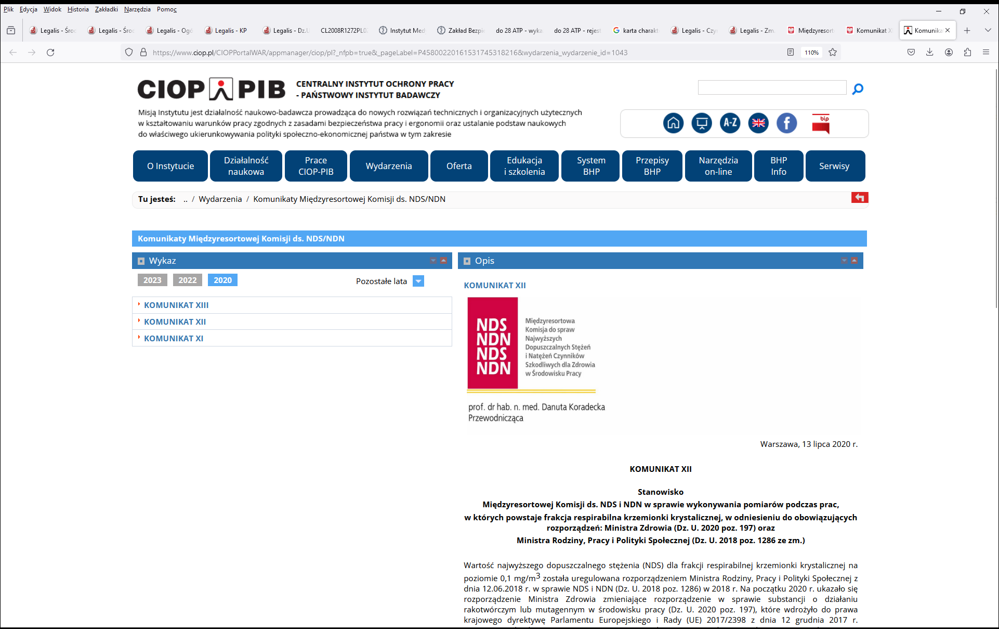 Plik Edycja Widok Historia Zakładki Narzędzia Pomoc
Legalis - Śroc Legalis - Śroc Legalis - Ogó Legalis - KP Legalis - Dz.U CL2008R1272PL02 Instytut Med Zakład Bezpi do 28 ATP - wyka do 28 ATP - rejest karta charakt Legalis - Czy Legalis - Zm. Międzyresort Komunikat X Komunika
https://www.ciop.pl/CIOPPortalWAR/appmanager/ciop/pl?_nfpb=true&_pageLabel=P45800220161531745318216&wydarzenia_wydarzenie_id=1043 110%
CIOP PIB
CENTRALNY INSTYTUT OCHRONY PRACY
- PAŃSTWOWY INSTYTUT BADAWCZY
Misją Instytutu jest działalność naukowo-badawcza prowadząca do nowych rozwiązań technicznych i organizacyjnych użytecznych
w kształtowaniu warunków pracy zgodnych z zasadami bezpieczeństwa pracy i ergonomii oraz ustalanie podstaw naukowych
do właściwego ukierunkowywania polityki społeczno-ekonomicznej państwa w tym zakresie
A-Z f bip
O Instytucie
Działalność
naukowa
Prace
CIOP-PIB
Wydarzenia
Oferta
Edukacja
i szkolenia
System
BHP
Przepisy
BHP
Narzędzia
on-line
BHP
Info
Serwisy
Tu jesteś: .. / Wydarzenia / Komunikaty Międzyresortowej Komisji ds. NDS/NDN
Komunikaty Międzyresortowej Komisji ds. NDS/NDN
Wykaz
2023 2022 2020 Pozostałe lata
KOMUNIKAT XIII
KOMUNIKAT XII
KOMUNIKAT XI
Opis
KOMUNIKAT XII
NDS
NDN
NDS
NDN
Międzyresortowa
Komisja do spraw
Najwyższych
Dopuszczalnych Stężeń
i Natężeń Czynników
Szkodliwych dla Zdrowia
w Środowisku Pracy
prof. dr hab. n. med. Danuta Koradecka
Przewodnicząca
Warszawa, 13 lipca 2020 r.
KOMUNIKAT XII
Stanowisko
Międzyresortowej Komisji ds. NDS i NDN w sprawie wykonywania pomiarów podczas prac,
w których powstaje frakcja respirabilna krzemionki krystalicznej, w odniesieniu do obowiązujących
rozporządzeń: Ministra Zdrowia (Dz. U. 2020 poz. 197) oraz
Ministra Rodziny, Pracy i Polityki Społecznej (Dz. U. 2018 poz. 1286 ze zm.)
Wartość najwyższego dopuszczalnego stężenia (NDS) dla frakcji respirabilnej krzemionki krystalicznej na
poziomie 0,1 mg/m3 została uregulowana rozporządzeniem Ministra Rodziny, Pracy i Polityki Społecznej z
dnia 12.06.2018 r. w sprawie NDS i NDN (Dz. U. 2018 poz. 1286) w 2018 r. Na początku 2020 r. ukazało się
rozporządzenie Ministra Zdrowia zmieniające rozporządzenie w sprawie substancji o działaniu
rakotwórczym lub mutagennym w środowisku pracy (Dz. U. 2020 poz. 197), które wdrożyło do prawa
krajowego dyrektywę Parlamentu Europejskiego i Rady (UE) 2017/2398 z dnia 12 grudnia 2017 r.